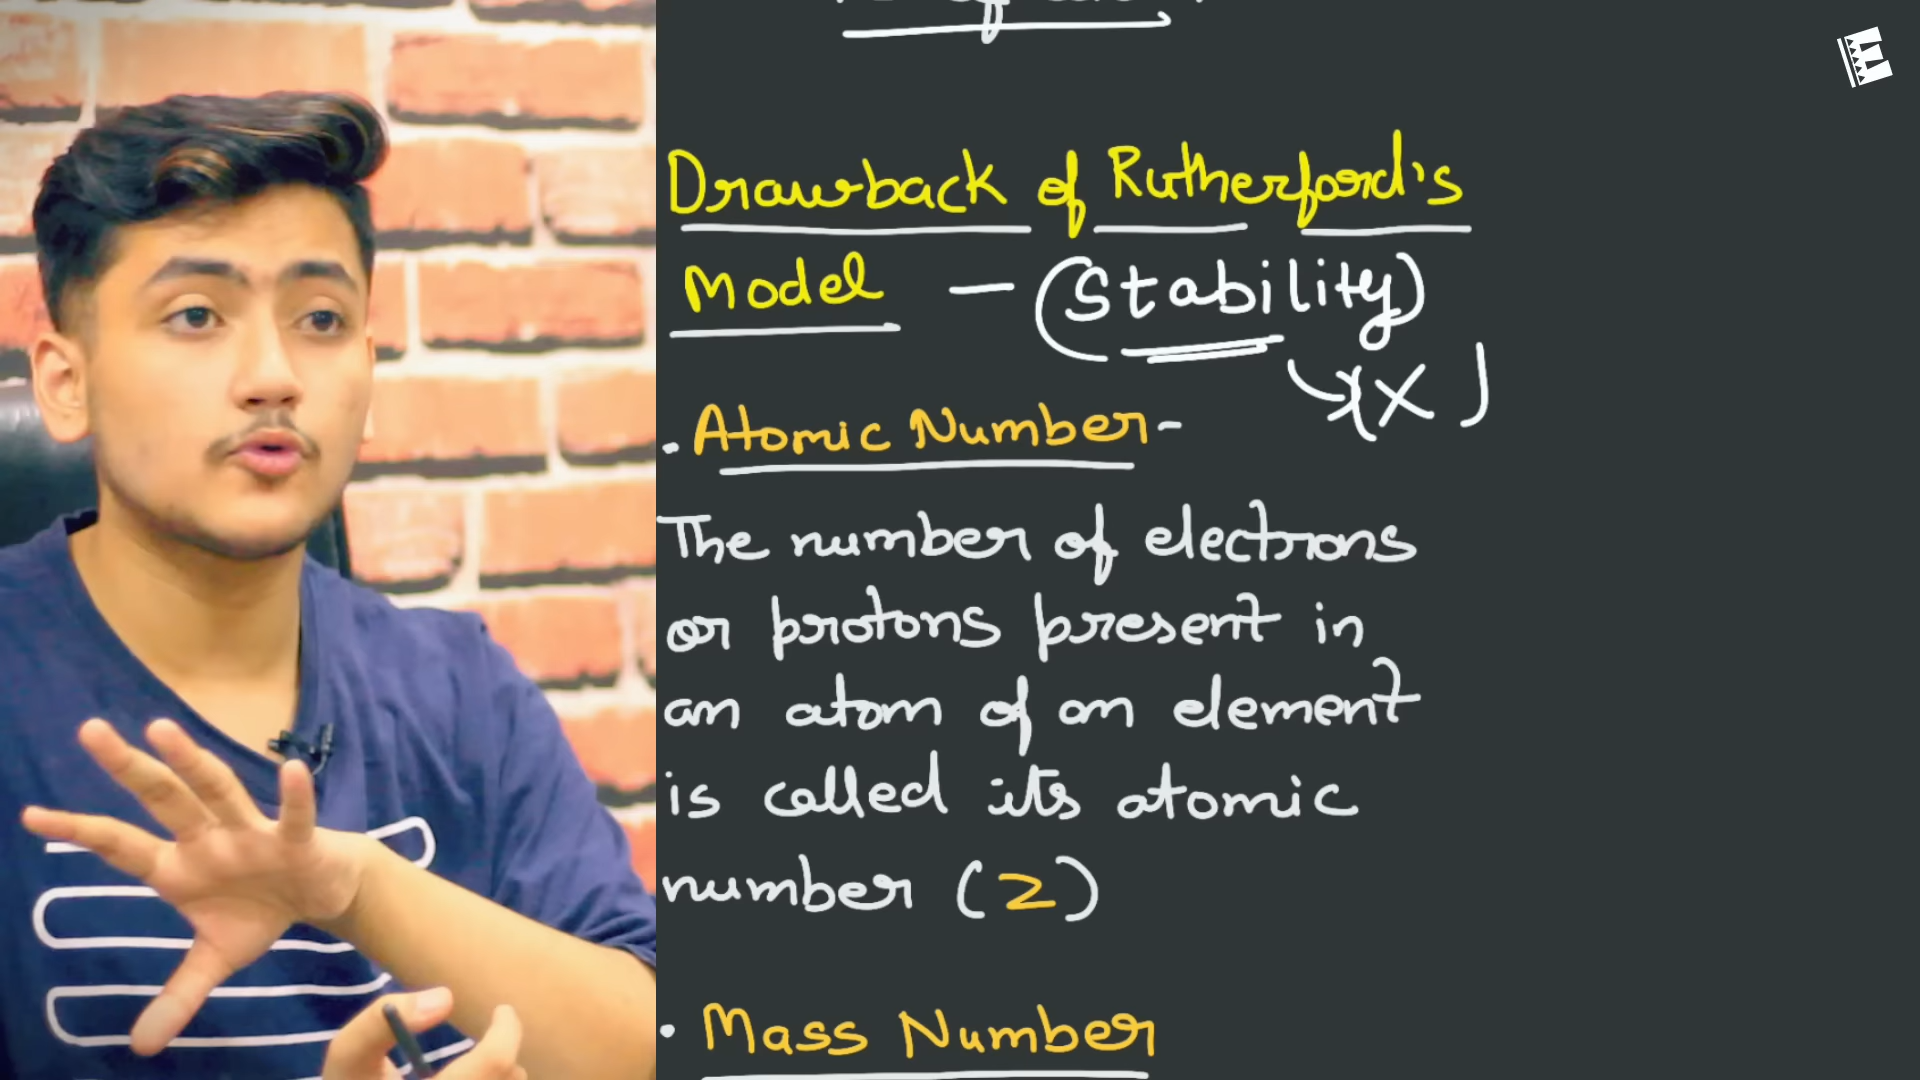 Drawback of Rutherford's
Model - (Stability)
(X)
. Atomic Number -
The number of electrons
or protons present in
an atom of an element
is called its atomic
number (Z)
• Mass Number